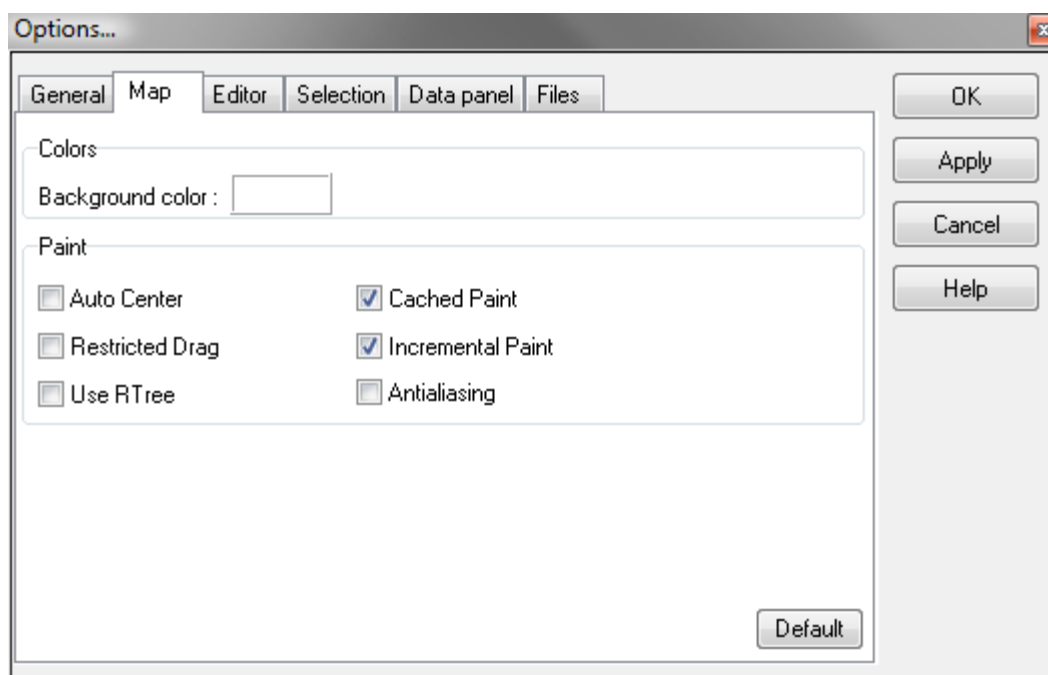 Options...
General Map Editor Selection Data panel Files
OK
Colors
Apply
Background color :
Cancel
Paint
Auto Center Cached Paint
Help
Restricted Drag Incremental Paint
Use RTree Antialiasing
Default